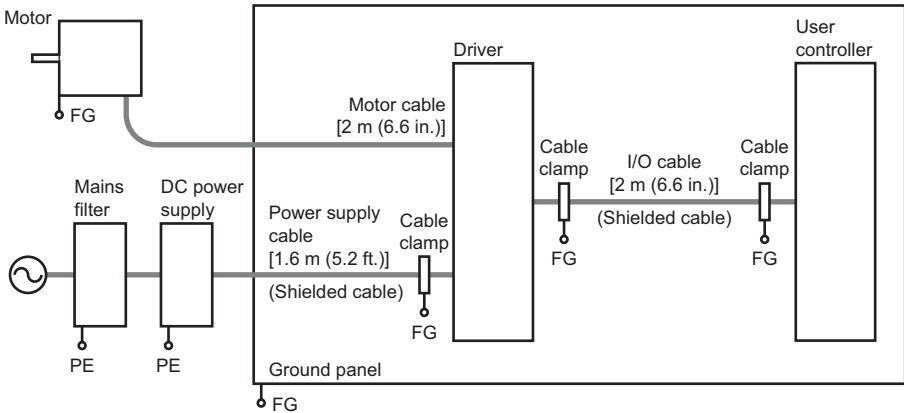 Motor
FG
Motor cable
[2 m (6.6 in.)]
Driver
User
controller
Cable
clamp
FG
I/O cable
[2 m (6.6 in.)]
(Shielded cable)
Cable
clamp
FG
Mains
filter
PE
DC power
supply
PE
Power supply
cable
[1.6 m (5.2 ft.)]
(Shielded cable)
Cable
clamp
FG
Ground panel
FG